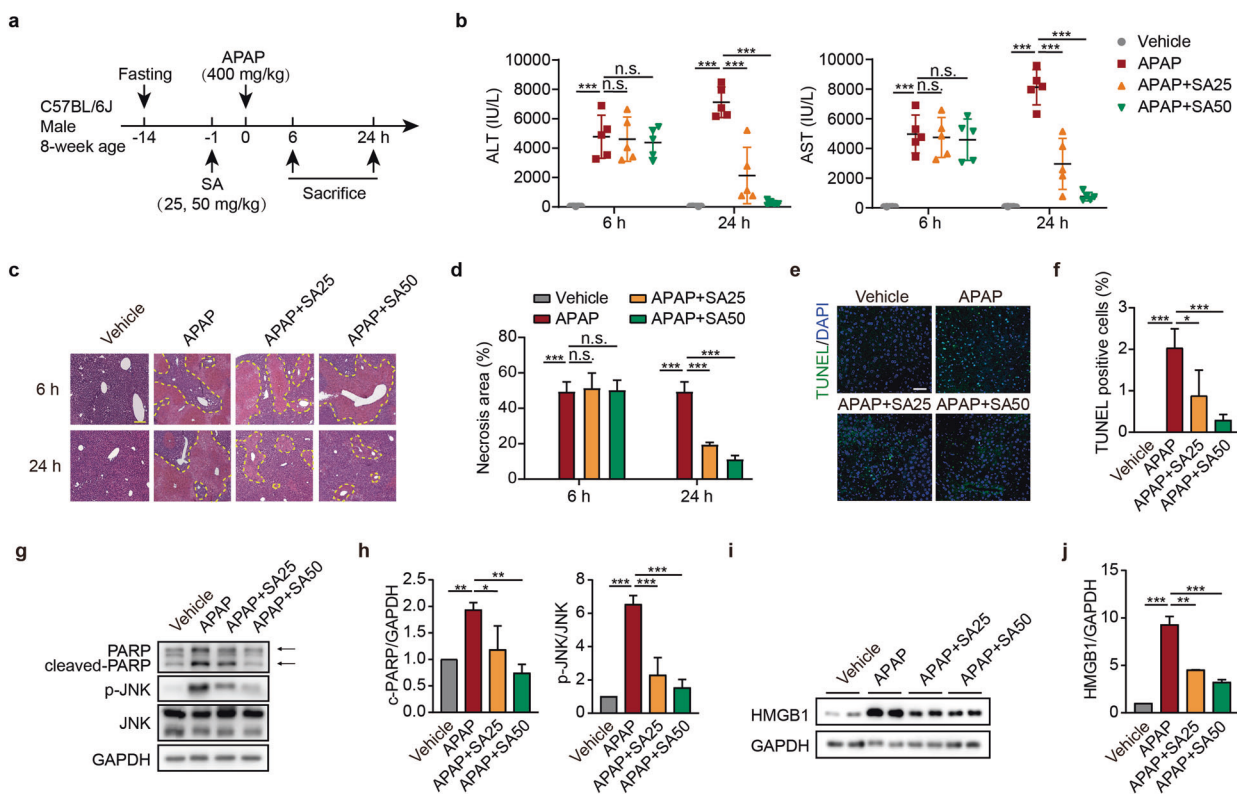 a
Fasting
APAP
(400 mg/kg)
C57BL/6J
Male
8-week age
-14
-1
0
6
24 h
SA
(25, 50 mg/kg)
Sacrifice
b
ALT (IU/L)
10000
8000
6000
4000
2000
0
***
n.s.
n.s.
***
***
***
6 h
24 h
AST (IU/L)
10000
8000
6000
4000
2000
0
***
n.s.
n.s.
***
***
***
6 h
24 h
Vehicle
APAP
APAP+SA25
APAP+SA50
c
Vehicle
APAP
APAP+SA25
APAP+SA50
6 h
24 h
d
Vehicle
APAP
APAP+SA25
APAP+SA50
Necrosis area (%)
80
60
40
20
0
***
n.s.
n.s.
***
***
***
6 h
24 h
e
TUNEL/DAPI
Vehicle
APAP
APAP+SA25
APAP+SA50
f
TUNEL positive cells (%)
3
2
1
0
***
*
***
Vehicle
APAP
APAP+SA25
APAP+SA50
g
Vehicle
APAP
APAP+SA25
APAP+SA50
PARP
cleaved-PARP
p-JNK
JNK
GAPDH
h
c-PARP/GAPDH
2.5
2.0
1.5
1.0
0.5
0.0
**
*
**
Vehicle
APAP
APAP+SA25
APAP+SA50
p-JNK/JNK
8
6
4
2
0
***
***
***
Vehicle
APAP
APAP+SA25
APAP+SA50
i
Vehicle
APAP
APAP+SA25
APAP+SA50
HMGB1
GAPDH
j
HMGB1/GAPDH
15
10
5
0
***
**
***
Vehicle
APAP
APAP+SA25
APAP+SA50